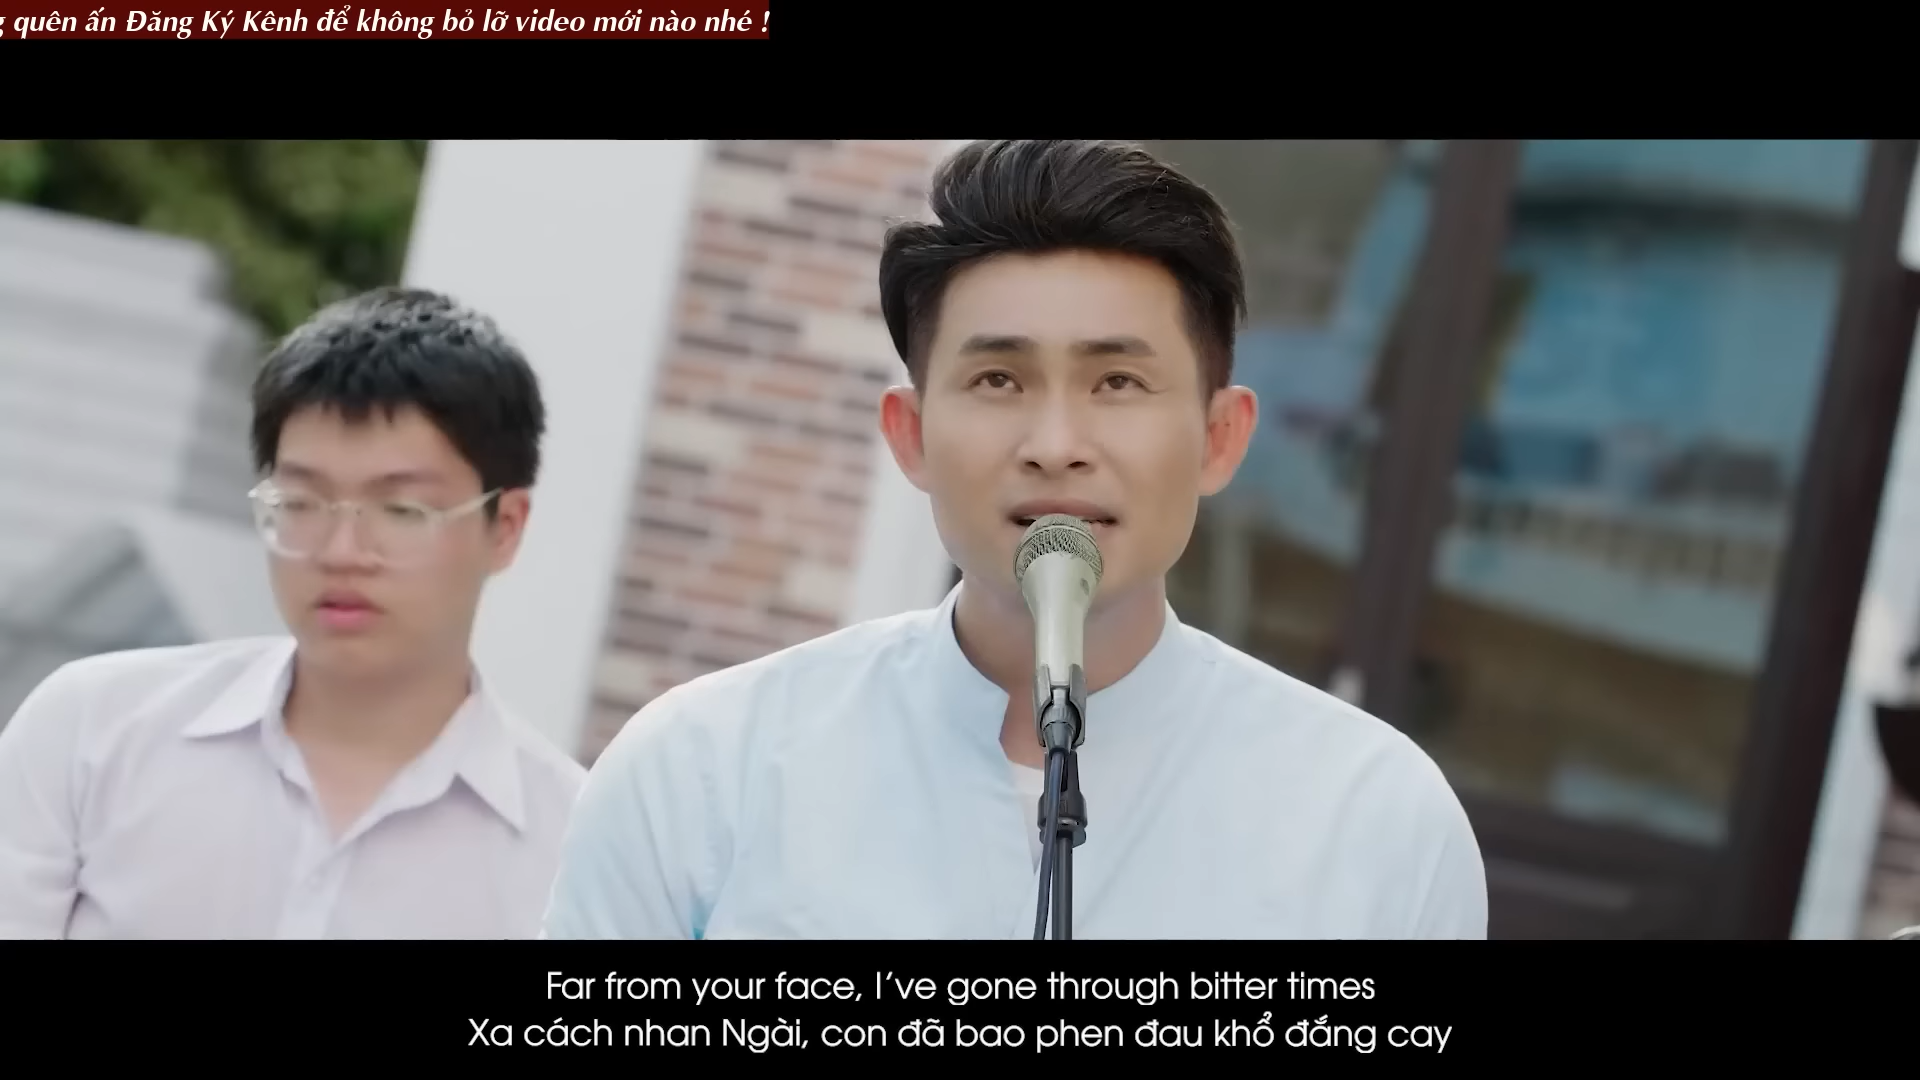 quên ấn Đăng Ký Kênh để không bỏ lỡ video mới nào nhé !
Far from your face, I've gone through bitter times
Xa cách nhan Ngài, con đã bao phen đau khổ đắng cay